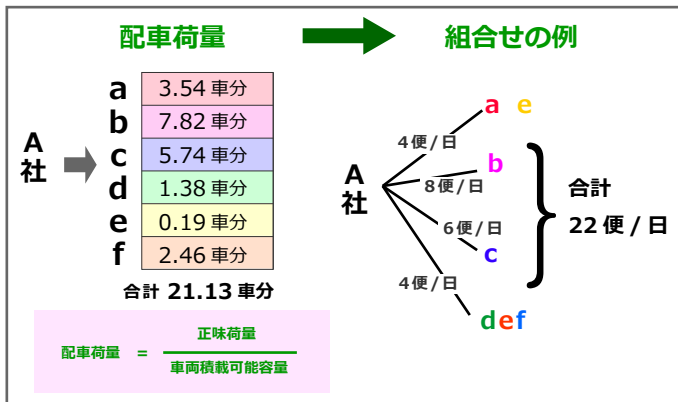 配車荷量
組合せの例
A
社
a 3.54 車分
b 7.82 車分
c 5.74 車分
d 1.38 車分
e 0.19 車分
f 2.46 車分
合計 21.13 車分
配車荷量 = 正味荷量
車両積載可能容量
A
社
4便/日
a e
8便/日
b
6便/日
c
4便/日
def
合計
22便/日